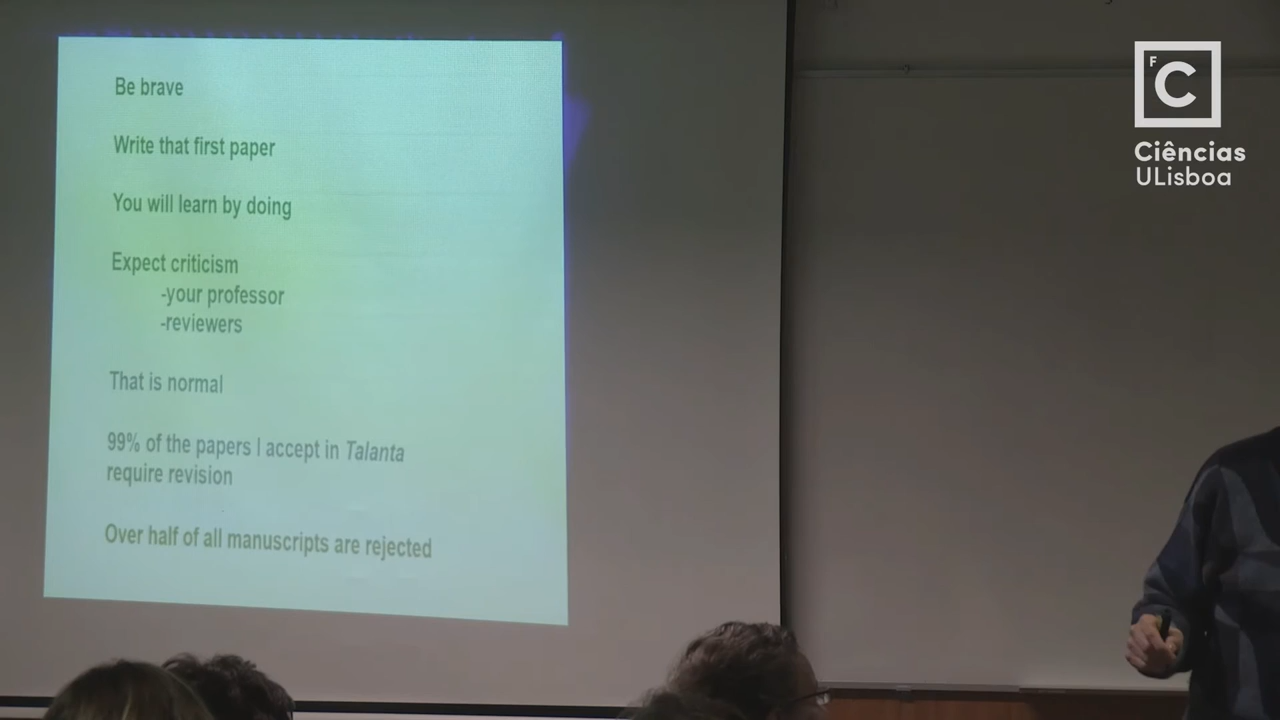 Be brave
Write that first paper
You will learn by doing
Expect criticism
-your professor
-reviewers
That is normal
99% of the papers I accept in Talanta
require revision
Over half of all manuscripts are rejected
F
C
Ciências
ULisboa